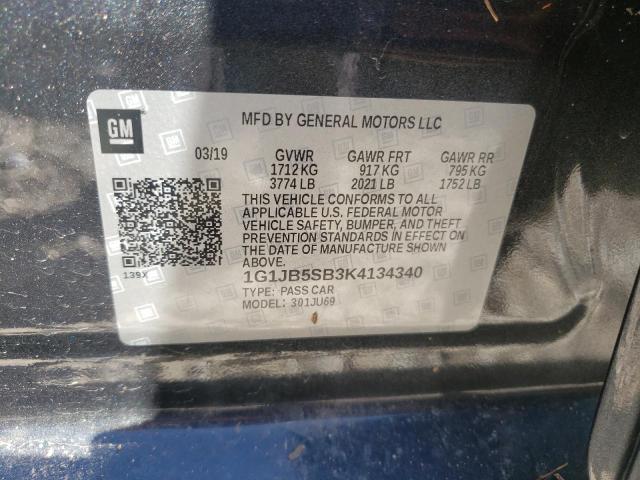 GM
MFD BY GENERAL MOTORS LLC
03/19 GVWR GAWR FRT GAWR RR
1712 KG 917 KG 795 KG
3774 LB 2021 LB 1752 LB
THIS VEHICLE CONFORMS TO ALL
APPLICABLE U.S. FEDERAL MOTOR
VEHICLE SAFETY, BUMPER, AND THEFT
PREVENTION STANDARDS IN EFFECT ON
THE DATE OF MANUFACTURE SHOWN
ABOVE.
139X
1G1JB5SB3K4134340
TYPE: PASS CAR
MODEL: 301JU69